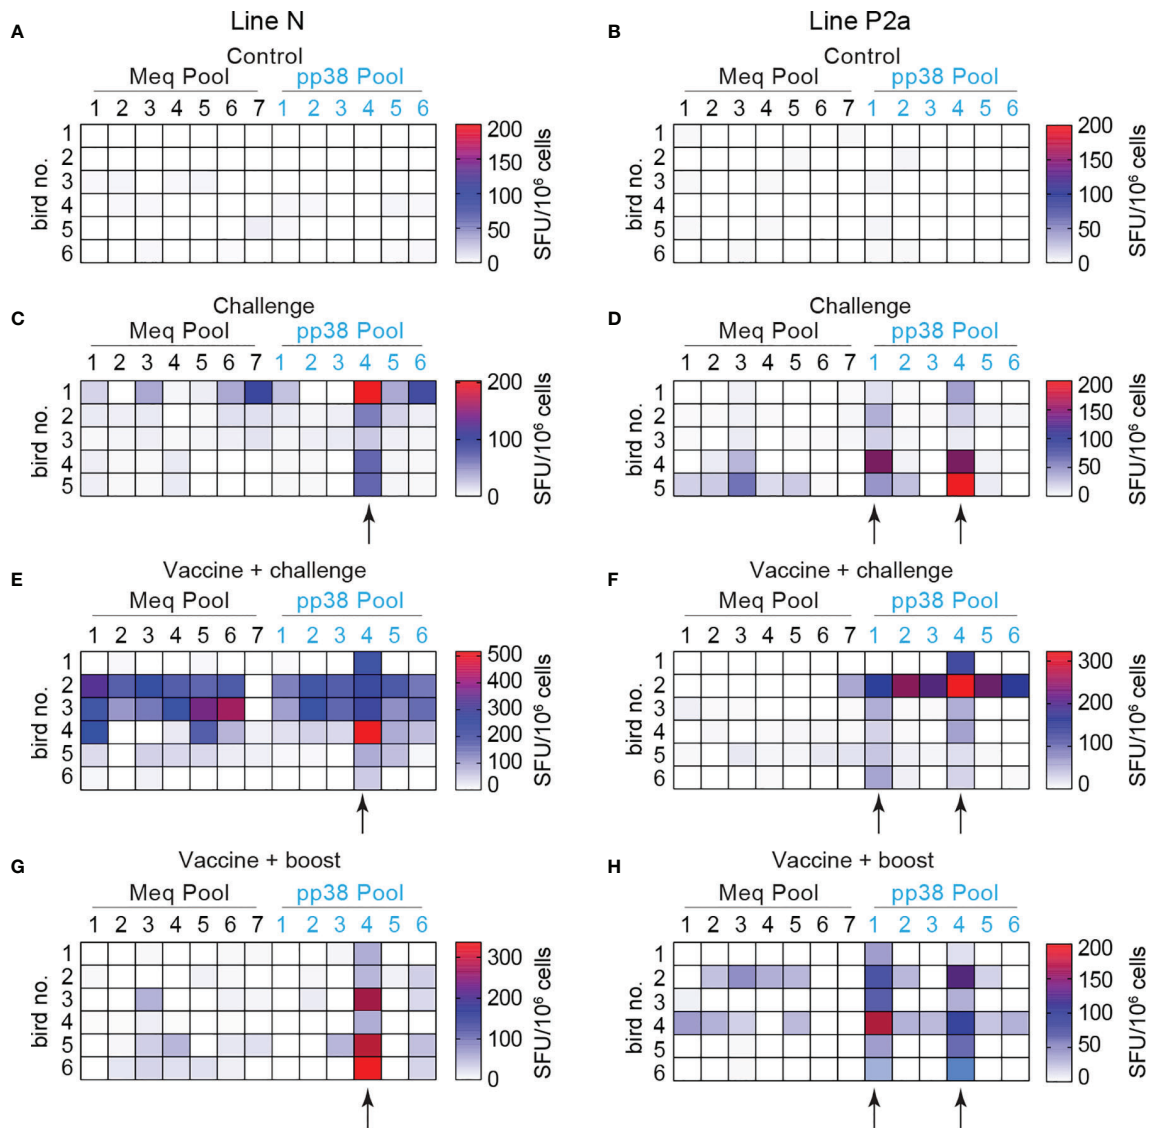 Line N
Line P2a
A
Control
Meq Pool
pp38 Pool
1 2 3 4 5 6 7 1 2 3 4 5 6
bird no.
1
2
3
4
5
6
200
150
100
50
0
SFU/10⁶ cells
B
Control
Meq Pool
pp38 Pool
1 2 3 4 5 6 7 1 2 3 4 5 6
bird no.
1
2
3
4
5
6
200
150
100
50
0
SFU/10⁶ cells
C
Challenge
Meq Pool
pp38 Pool
1 2 3 4 5 6 7 1 2 3 4 5 6
bird no.
1
2
3
4
5
200
100
0
SFU/10⁶ cells
D
Challenge
Meq Pool
pp38 Pool
1 2 3 4 5 6 7 1 2 3 4 5 6
bird no.
1
2
3
4
5
200
150
100
50
0
SFU/10⁶ cells
E
Vaccine + challenge
Meq Pool
pp38 Pool
1 2 3 4 5 6 7 1 2 3 4 5 6
bird no.
1
2
3
4
5
6
500
400
300
200
100
0
SFU/10⁶ cells
F
Vaccine + challenge
Meq Pool
pp38 Pool
1 2 3 4 5 6 7 1 2 3 4 5 6
bird no.
1
2
3
4
5
6
300
200
100
0
SFU/10⁶ cells
G
Vaccine + boost
Meq Pool
pp38 Pool
1 2 3 4 5 6 7 1 2 3 4 5 6
bird no.
1
2
3
4
5
6
300
200
100
0
SFU/10⁶ cells
H
Vaccine + boost
Meq Pool
pp38 Pool
1 2 3 4 5 6 7 1 2 3 4 5 6
bird no.
1
2
3
4
5
6
200
150
100
50
0
SFU/10⁶ cells